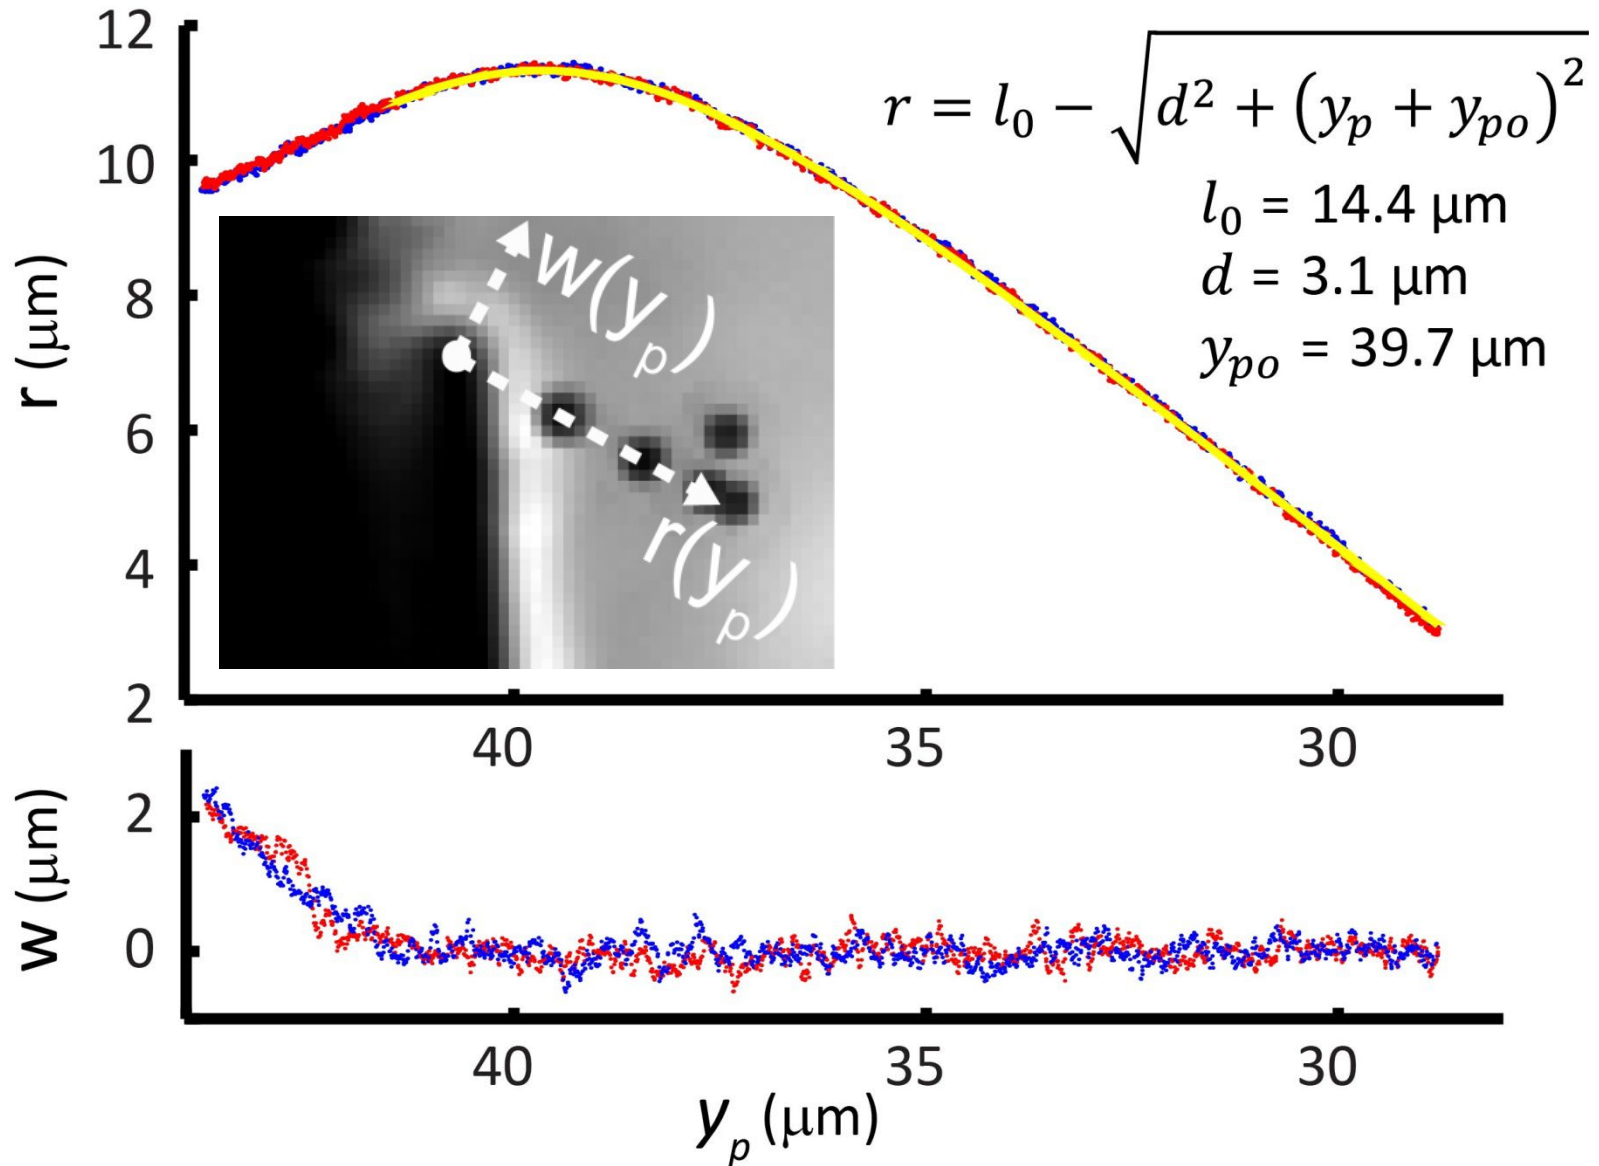 12
10
8
6
4
2
r (μm)
r = l₀ − √(d² + (yₚ + yₚₒ)²)
l₀ = 14.4 μm
d = 3.1 μm
yₚₒ = 39.7 μm
w(yₚ)
r(yₚ)
40 35 30
2
0
w (μm)
40 35 30
yₚ (μm)